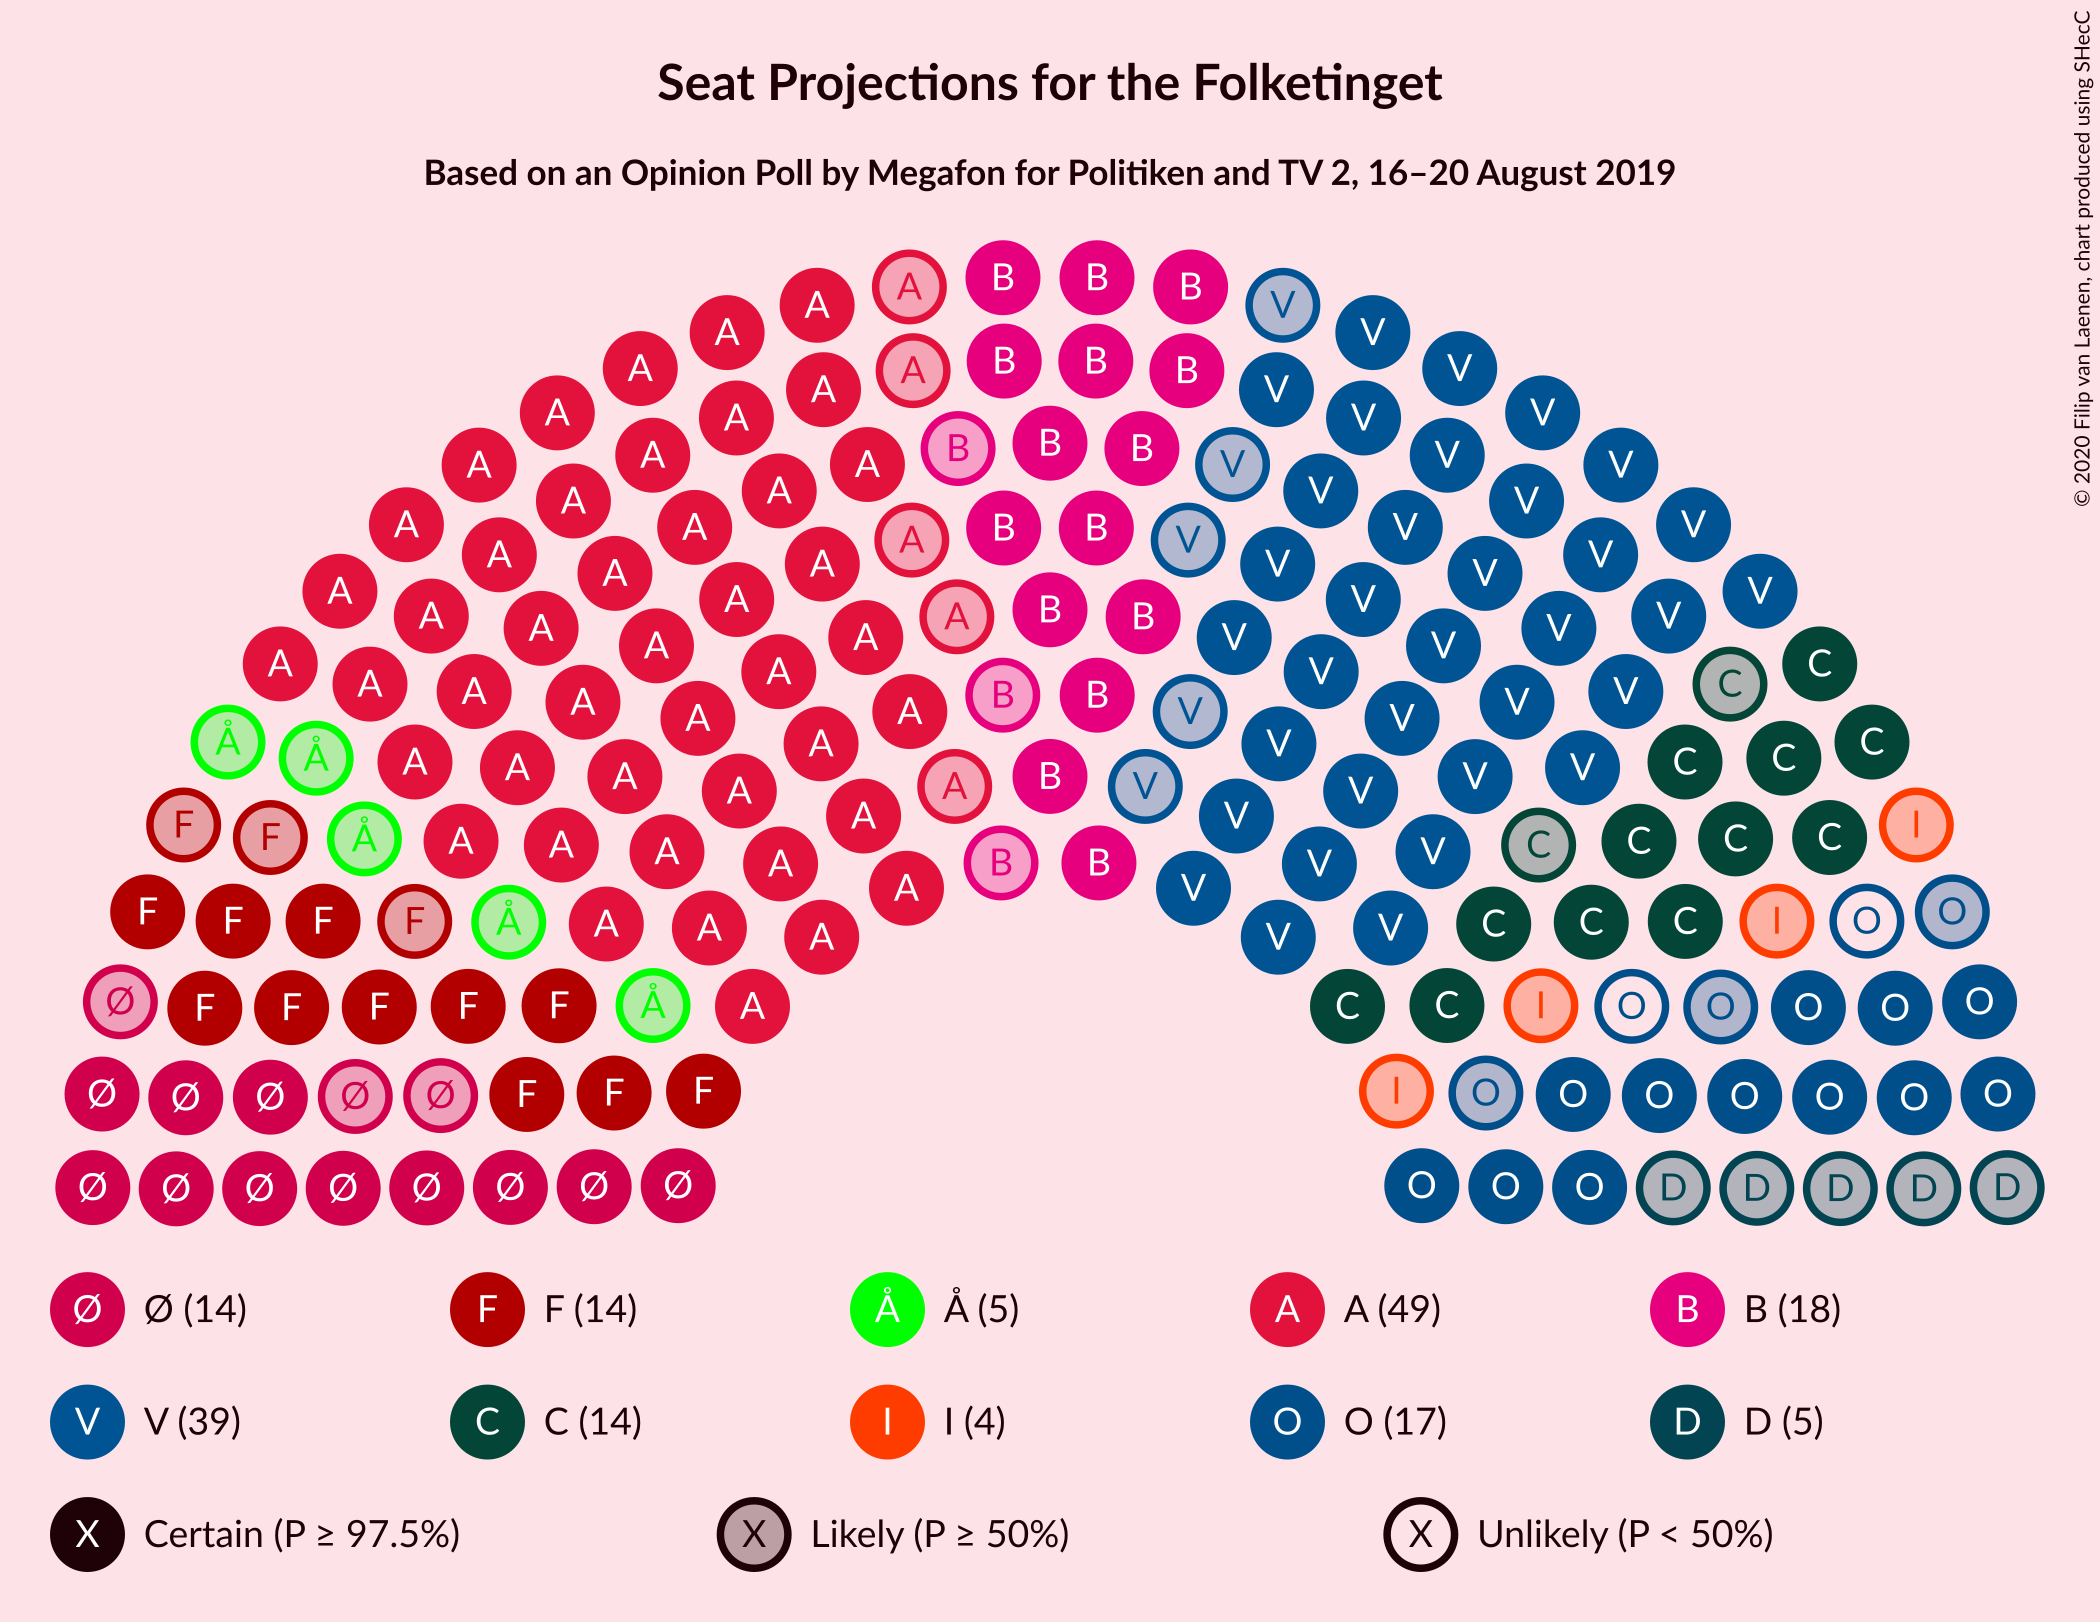 Seat Projections for the Folketinget
Based on an Opinion Poll by Megafon for Politiken and TV 2, 16–20 August 2019
© 2020 Filip van Laenen, chart produced using SHecC
A B B B V
A A V V
A A B B B V V
A A A A V V V V
A A B B B V V
A A A A V V V V
A A B B V V
A A A A V V V V
A A B B V V
A A A A V V V V
A A B B V V
A A A A C V V C
Å Å A A A A B V V V V C C C
F F Å A A A A A A B V V V V C C C C I
F F F F Å A A A B B V V V C C C I O O
Ø F F F F F Å A C C I O O O O O
Ø Ø Ø Ø Ø F F F I O O O O O O O
Ø Ø Ø Ø Ø Ø Ø Ø O O O D D D D D
Ø Ø (14) F F (14) Å Å (5) A A (49) B B (18)
V V (39) C C (14) I I (4) O O (17) D D (5)
X Certain (P ≥ 97.5%) X Likely (P ≥ 50%) X Unlikely (P < 50%)